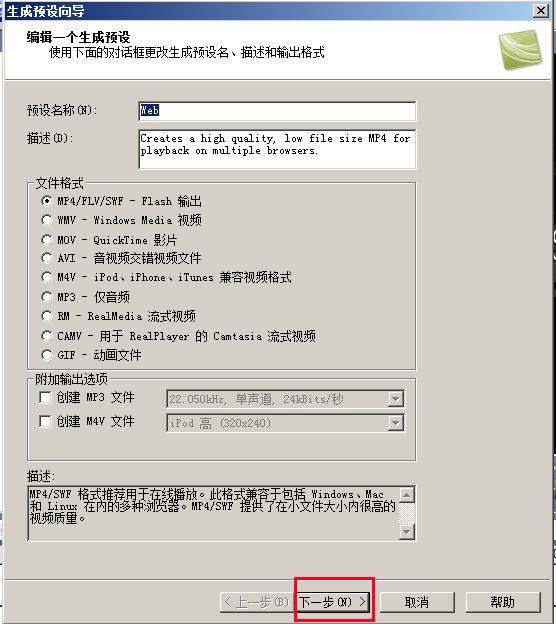 生成预设向导
编辑一个生成预设
使用下面的对话框更改生成预设名、描述和输出格式
预设名称(N):
Web
描述(D):
Creates a high quality, low file size MP4 for
playback on multiple browsers.
文件格式
MP4/FLV/SWF - Flash 输出
WMV - Windows Media 视频
MOV - QuickTime 影片
AVI - 音视频交错视频文件
M4V - iPod、iPhone、iTunes 兼容视频格式
MP3 - 仅音频
RM - RealMedia 流式视频
CAMV - 用于 RealPlayer 的 Camtasia 流式视频
GIF - 动画文件
附加输出选项
创建 MP3 文件
22.050kHz, 单声道, 24kBits/秒
创建 M4V 文件
iPod 高 (320x240)
描述:
MP4/SWF 格式推荐用于在线播放。此格式兼容于包括 Windows、Mac
和 Linux 在内的多种浏览器。MP4/SWF 提供了在小文件大小内很高的
视频质量。
< 上一步(B)
下一步(N) >
取消
帮助